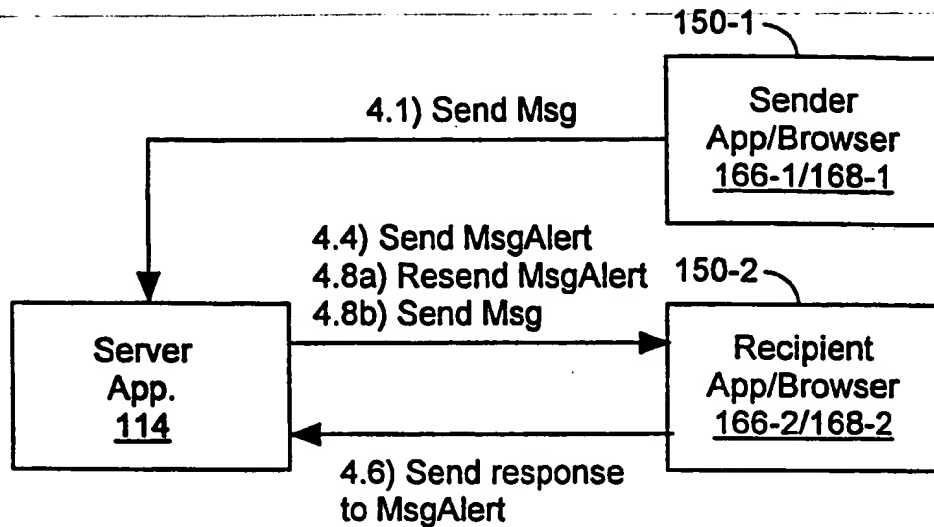 150-1
Sender
App/Browser
166-1/168-1
4.1) Send Msg
4.4) Send MsgAlert
4.8a) Resend MsgAlert
4.8b) Send Msg
150-2
Server
App.
114
Recipient
App/Browser
166-2/168-2
4.6) Send response
to MsgAlert